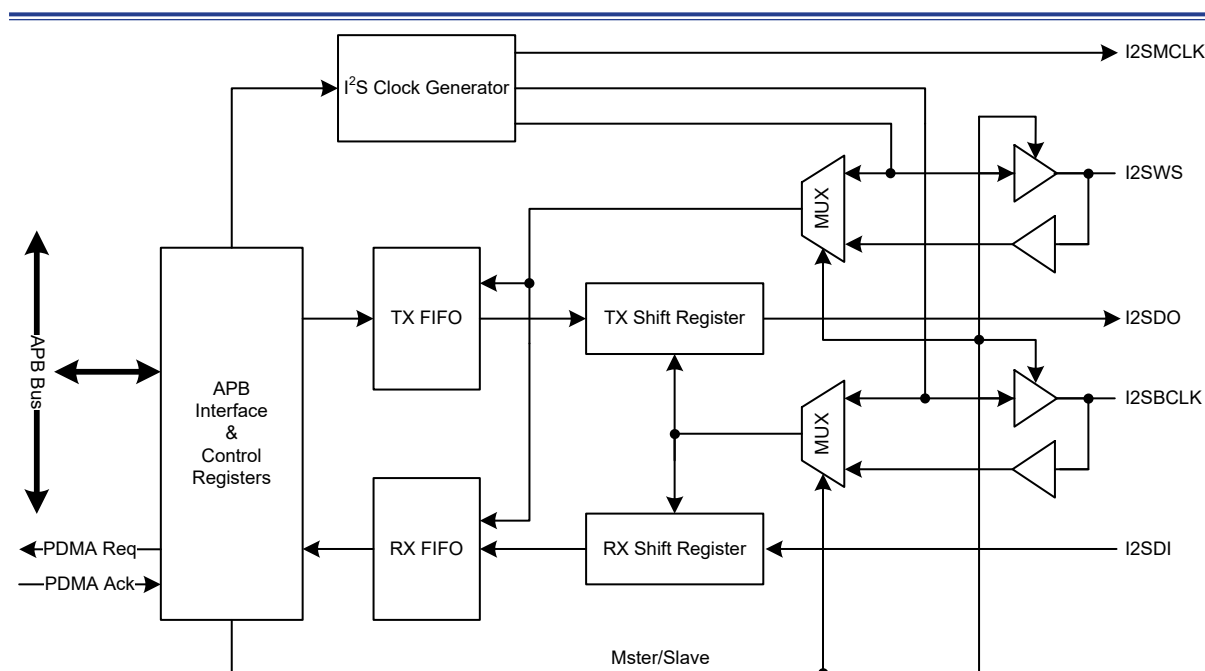 I2SMCLK
I²S Clock Generator
I2SWS
MUX
APB Bus
APB
Interface
&
Control
Registers
TX FIFO
TX Shift Register
I2SDO
I2SBCLK
MUX
PDMA Req
RX FIFO
RX Shift Register
I2SDI
PDMA Ack
Mster/Slave